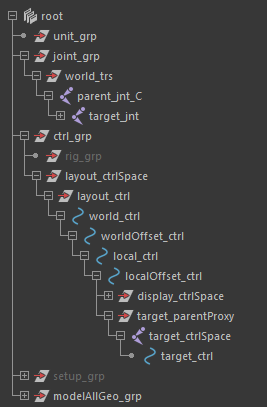 root
unit_grp
joint_grp
world_trs
parent_jnt_C
target_jnt
ctrl_grp
rig_grp
layout_ctrlSpace
layout_ctrl
world_ctrl
worldOffset_ctrl
local_ctrl
localOffset_ctrl
display_ctrlSpace
target_parentProxy
target_ctrlSpace
target_ctrl
setup_grp
modelAllGeo_grp